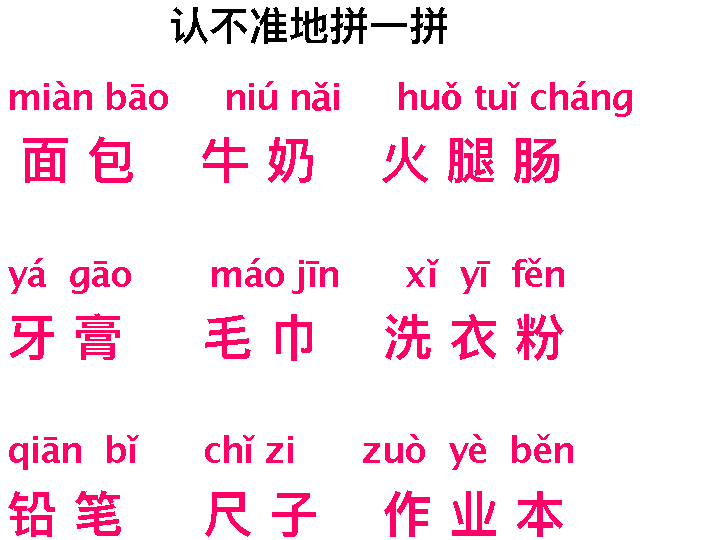 认不准地拼一拼
miàn bāo niú nǎi huǒ tuǐ cháng
面包 牛奶 火腿肠
yá gāo máo jīn xǐ yī fěn
牙膏 毛巾 洗衣粉
qiān bǐ chǐ zi zuò yè běn
铅笔 尺子 作业本